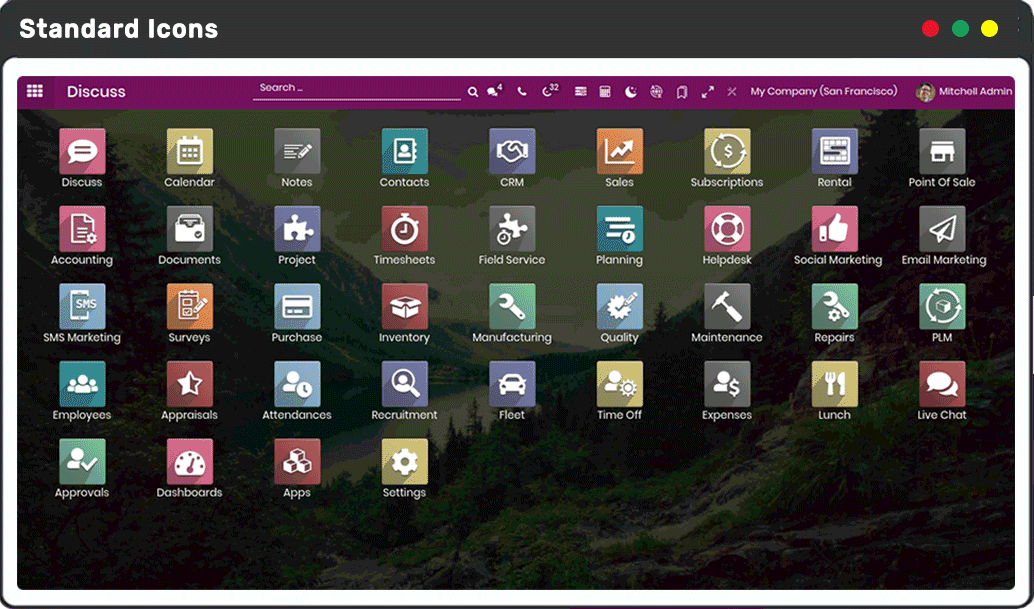 Standard Icons
Discuss Search ... 4 32 My Company (San Francisco) Mitchell Admin
Discuss Calendar Notes Contacts CRM Sales Subscriptions Rental Point Of Sale
Accounting Documents Project Timesheets Field Service Planning Helpdesk Social Marketing Email Marketing
SMS
SMS Marketing Surveys Purchase Inventory Manufacturing Quality Maintenance Repairs PLM
Employees Appraisals Attendances Recruitment Fleet Time Off Expenses Lunch Live Chat
Approvals Dashboards Apps Settings